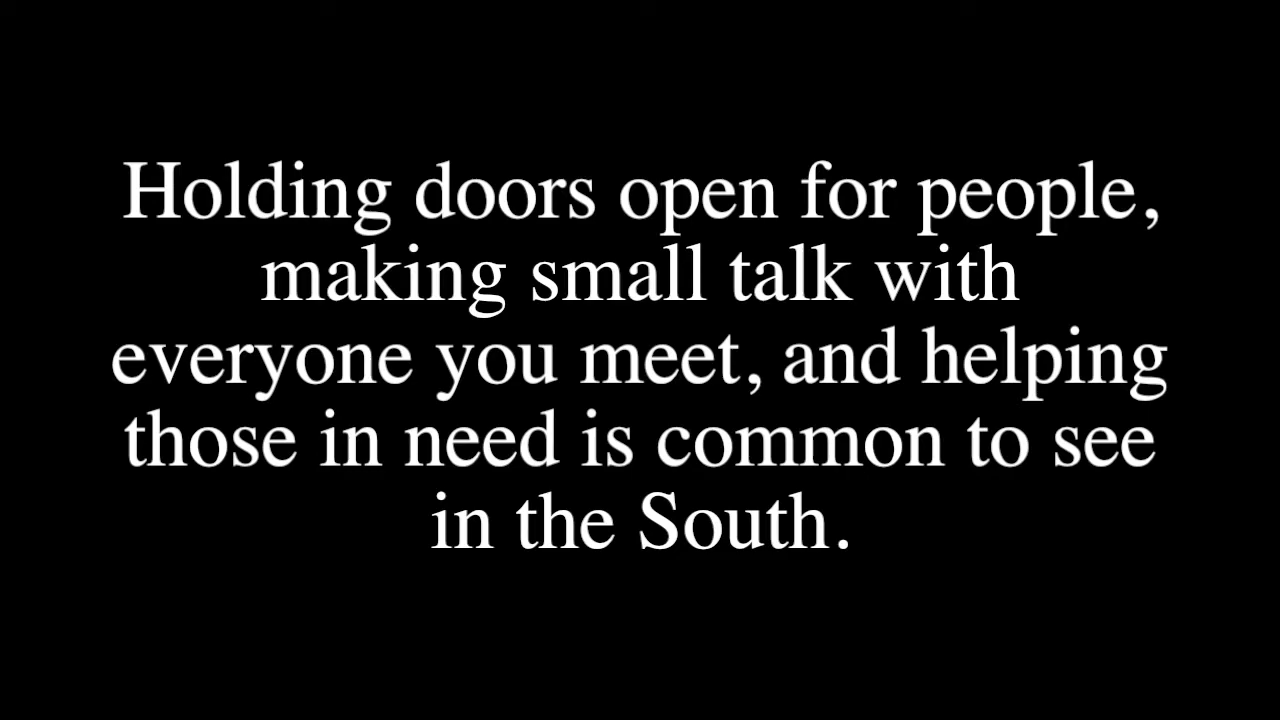 Holding doors open for people,
making small talk with
everyone you meet, and helping
those in need is common to see
in the South.